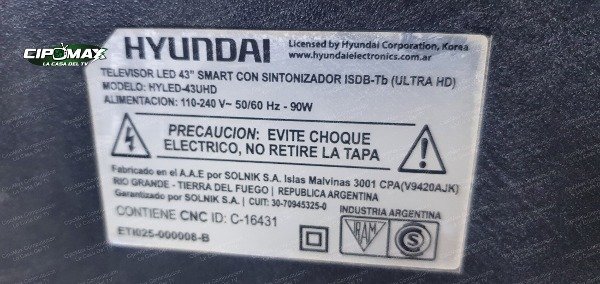 CIPOMAX
LA CASA DEL TV
HYUNDAI
Licensed by Hyundai Corporation, Korea
www.hyundaielectronics.com.ar
TELEVISOR LED 43" SMART CON SINTONIZADOR ISDB-Tb (ULTRA HD)
MODELO: HYLED-43UHD
ALIMENTACION: 110-240 V~ 50/60 Hz - 90W
PRECAUCION: EVITE CHOQUE
ELECTRICO, NO RETIRE LA TAPA
Fabricado en el A.A.E por SOLNIK S.A. Islas Malvinas 3001 CPA(V9420AJK)
RIO GRANDE - TIERRA DEL FUEGO | REPUBLICA ARGENTINA
Garantizado por SOLNIK S.A. | CUIT: 30-70945325-0
CONTIENE CNC ID: C-16431
INDUSTRIA ARGENTINA
IRAM
S
ETI025-000008-B